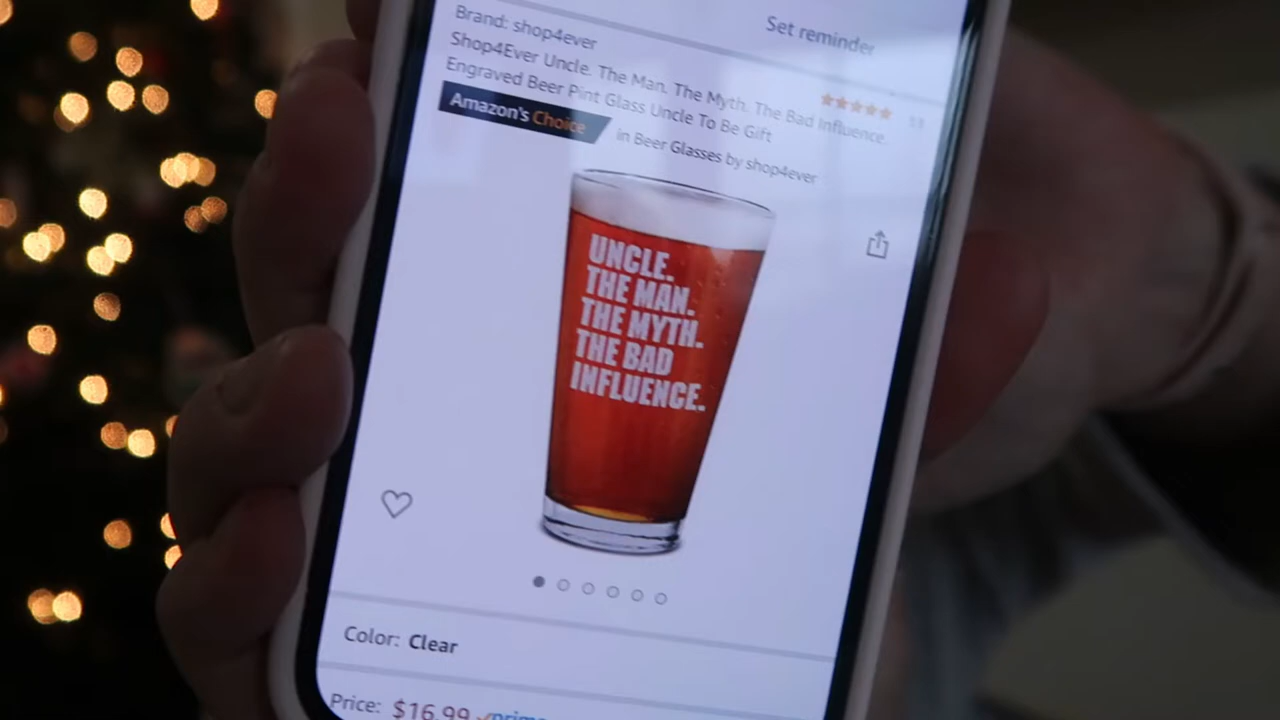 Set reminder
Brand: shop4ever
Shop4Ever Uncle. The Man. The Myth. The Bad Influence.
Engraved Beer Pint Glass Uncle To Be Gift
Amazon's Choice in Beer Glasses by shop4ever
UNCLE.
THE MAN.
THE MYTH.
THE BAD
INFLUENCE.
Color: Clear
Price: $16.99 prime